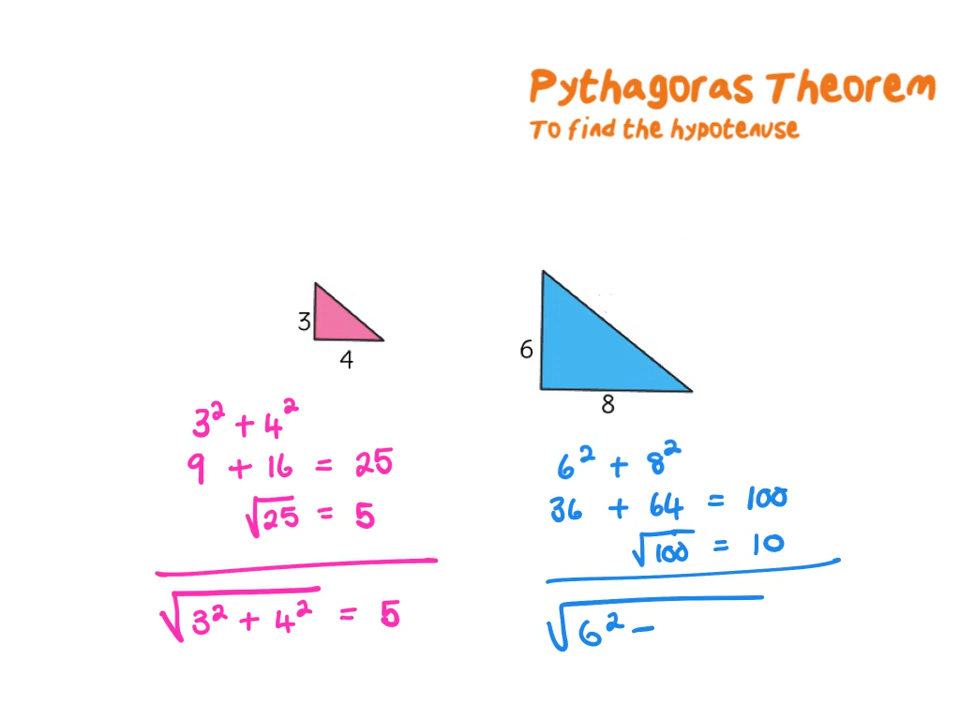 Pythagoras Theorem
To find the hypotenuse
3
4
6
8
3² + 4²
9 + 16 = 25
√25 = 5
√3² + 4² = 5
6² + 8²
36 + 64 = 100
√100 = 10
√6² –